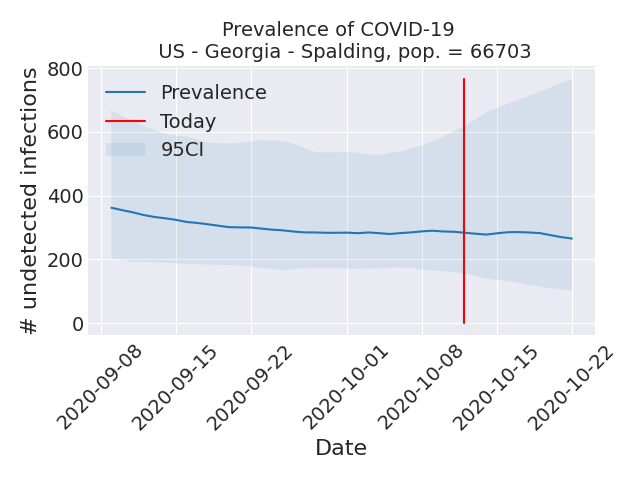 Prevalence of COVID-19
US - Georgia - Spalding, pop. = 66703
# undetected infections
800
600
400
200
0
Prevalence
Today
95CI
2020-09-08
2020-09-15
2020-09-22
2020-10-01
2020-10-08
2020-10-15
2020-10-22
Date